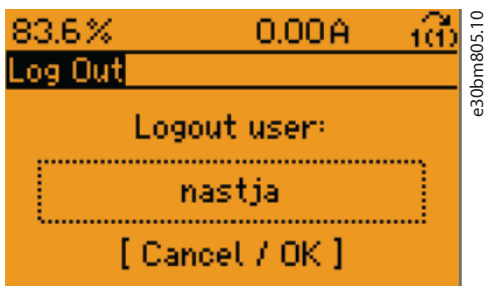 83.6% 0.00A 1(1)
Log Out
Logout user:
nastja
[ Cancel / OK ]
e30bm805.10